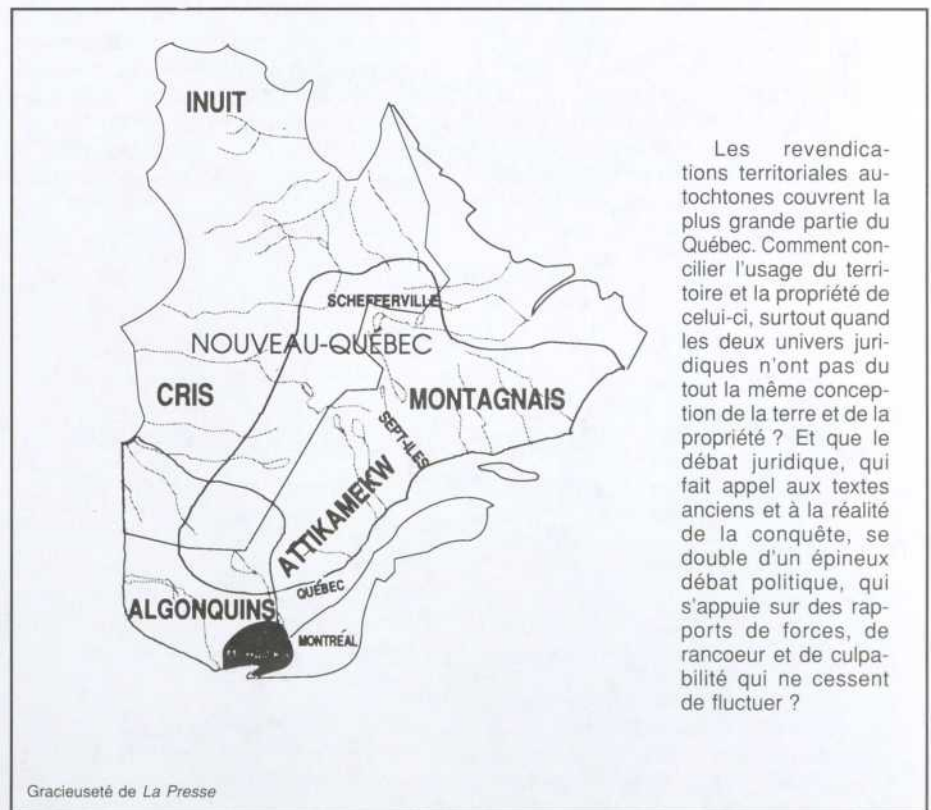 INUIT
SCHEFFERVILLE
NOUVEAU-QUÉBEC
CRIS
MONTAGNAIS
SEPT-ILES
ATTIKAMEKW
QUÉBEC
ALGONQUINS
MONTRÉAL
Les revendica-
tions territoriales au-
tochtones couvrent la
plus grande partie du
Québec. Comment con-
cilier l'usage du terri-
toire et la propriété de
celui-ci, surtout quand
les deux univers juri-
diques n'ont pas du
tout la même concep-
tion de la terre et de la
propriété ? Et que le
débat juridique, qui
fait appel aux textes
anciens et à la réalité
de la conquête, se
double d'un épineux
débat politique, qui
s'appuie sur des rap-
ports de forces, de
rancoeur et de culpa-
bilité qui ne cessent
de fluctuer ?
Gracieuseté de La Presse